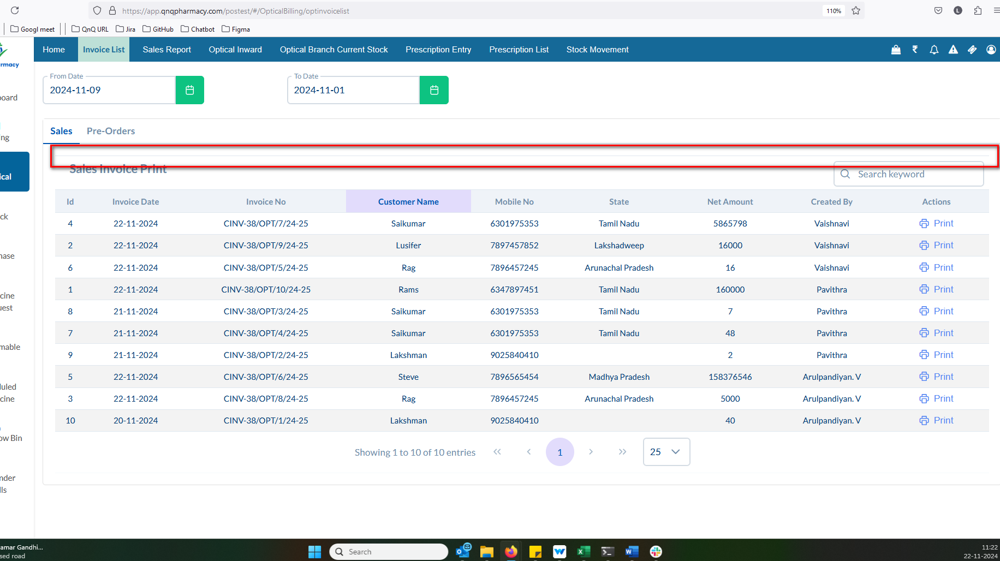 https://app.qnqpharmacy.com/postest/#/OpticalBilling/optinvoicelist 110% L
Googl meet QnQ URL Jira GitHub Chatbot Figma
rmacy Home Invoice List Sales Report Optical Inward Optical Branch Current Stock Prescription Entry Prescription List Stock Movement
From Date To Date
2024-11-09 2024-11-01
oard
ng
ical
ck
hase
cine
uest
mable
duled
cine
ow Bin
nder
lls
Sales Pre-Orders
Sales Invoice Print Search keyword
Id Invoice Date Invoice No Customer Name Mobile No State Net Amount Created By Actions
4 22-11-2024 CINV-38/OPT/7/24-25 Saikumar 6301975353 Tamil Nadu 5865798 Vaishnavi Print
2 22-11-2024 CINV-38/OPT/9/24-25 Lusifer 7897457852 Lakshadweep 16000 Vaishnavi Print
6 22-11-2024 CINV-38/OPT/5/24-25 Rag 7896457245 Arunachal Pradesh 16 Vaishnavi Print
1 22-11-2024 CINV-38/OPT/10/24-25 Rams 6347897451 Tamil Nadu 160000 Pavithra Print
8 21-11-2024 CINV-38/OPT/3/24-25 Saikumar 6301975353 Tamil Nadu 7 Pavithra Print
7 21-11-2024 CINV-38/OPT/4/24-25 Saikumar 6301975353 Tamil Nadu 48 Pavithra Print
9 21-11-2024 CINV-38/OPT/2/24-25 Lakshman 9025840410 2 Pavithra Print
5 22-11-2024 CINV-38/OPT/6/24-25 Steve 7896565454 Madhya Pradesh 158376546 Arulpandiyan. V Print
3 22-11-2024 CINV-38/OPT/8/24-25 Rag 7896457245 Arunachal Pradesh 5000 Arulpandiyan. V Print
10 20-11-2024 CINV-38/OPT/1/24-25 Lakshman 9025840410 40 Arulpandiyan. V Print
Showing 1 to 10 of 10 entries 1 25
amar Gandhi...
sed road
Search
11:22
22-11-2024